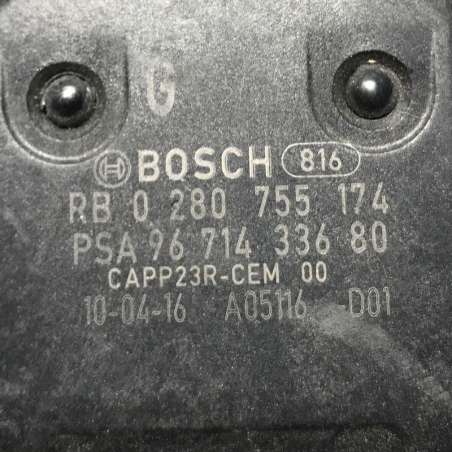 G
BOSCH 816
RB 0 280 755 174
PSA 96 714 336 80
CAPP23R-CEM 00
10-04-16 A05116 D01